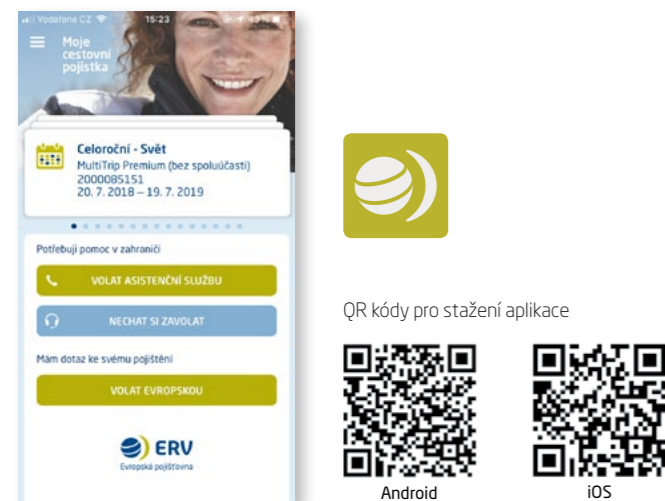 Vodafone CZ 15:23
Moje
cestovní
pojistka
Celoroční - Svět
MultiTrip Premium (bez spoluúčasti)
2000085151
20. 7. 2018 – 19. 7. 2019
Potřebuji pomoc v zahraničí
VOLAT ASISTENČNÍ SLUŽBU
NECHAT SI ZAVOLAT
Mám dotaz ke svému pojištění
VOLAT EVROPSKOU
ERV
Evropská pojišťovna
QR kódy pro stažení aplikace
Android
iOS